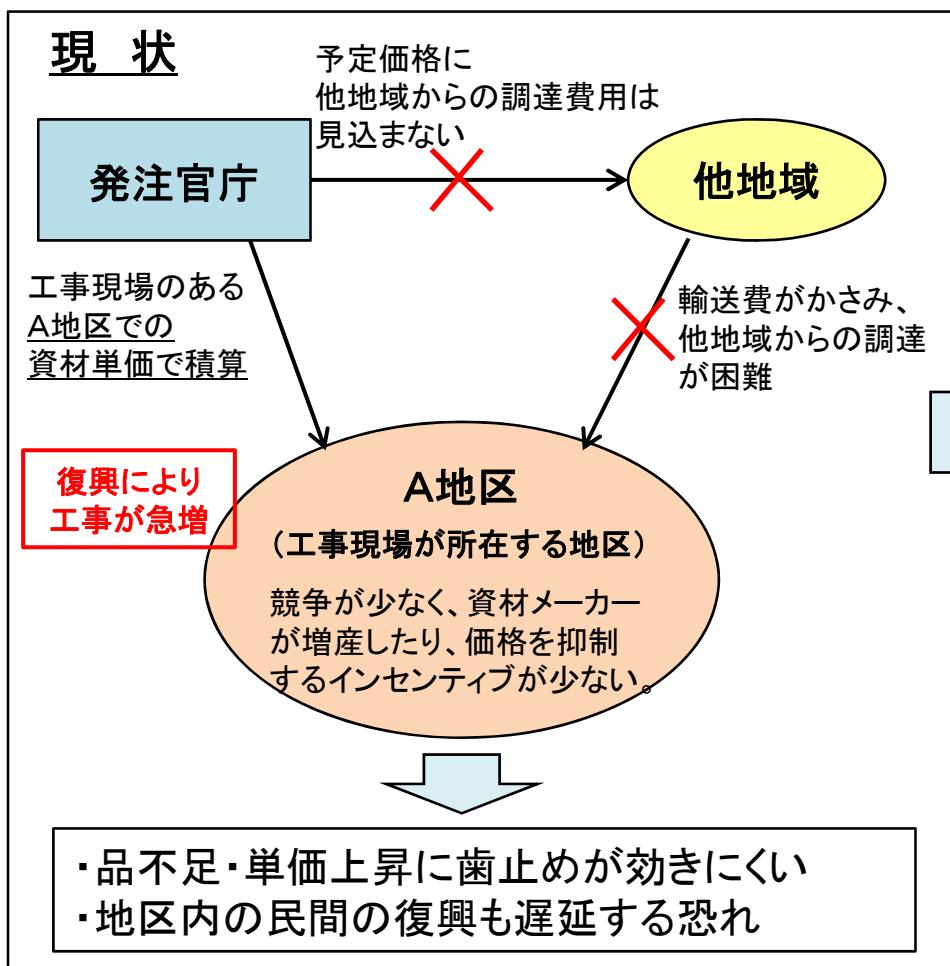 現 状
予定価格に
他地域からの調達費用は
見込まない
発注官庁
他地域
工事現場のある
A地区での
資材単価で積算
輸送費がかさみ、
他地域からの調達
が困難
復興により
工事が急増
A地区
(工事現場が所在する地区)
競争が少なく、資材メーカー
が増産したり、価格を抑制
するインセンティブが少ない。
・品不足・単価上昇に歯止めが効きにくい
・地区内の民間の復興も遅延する恐れ